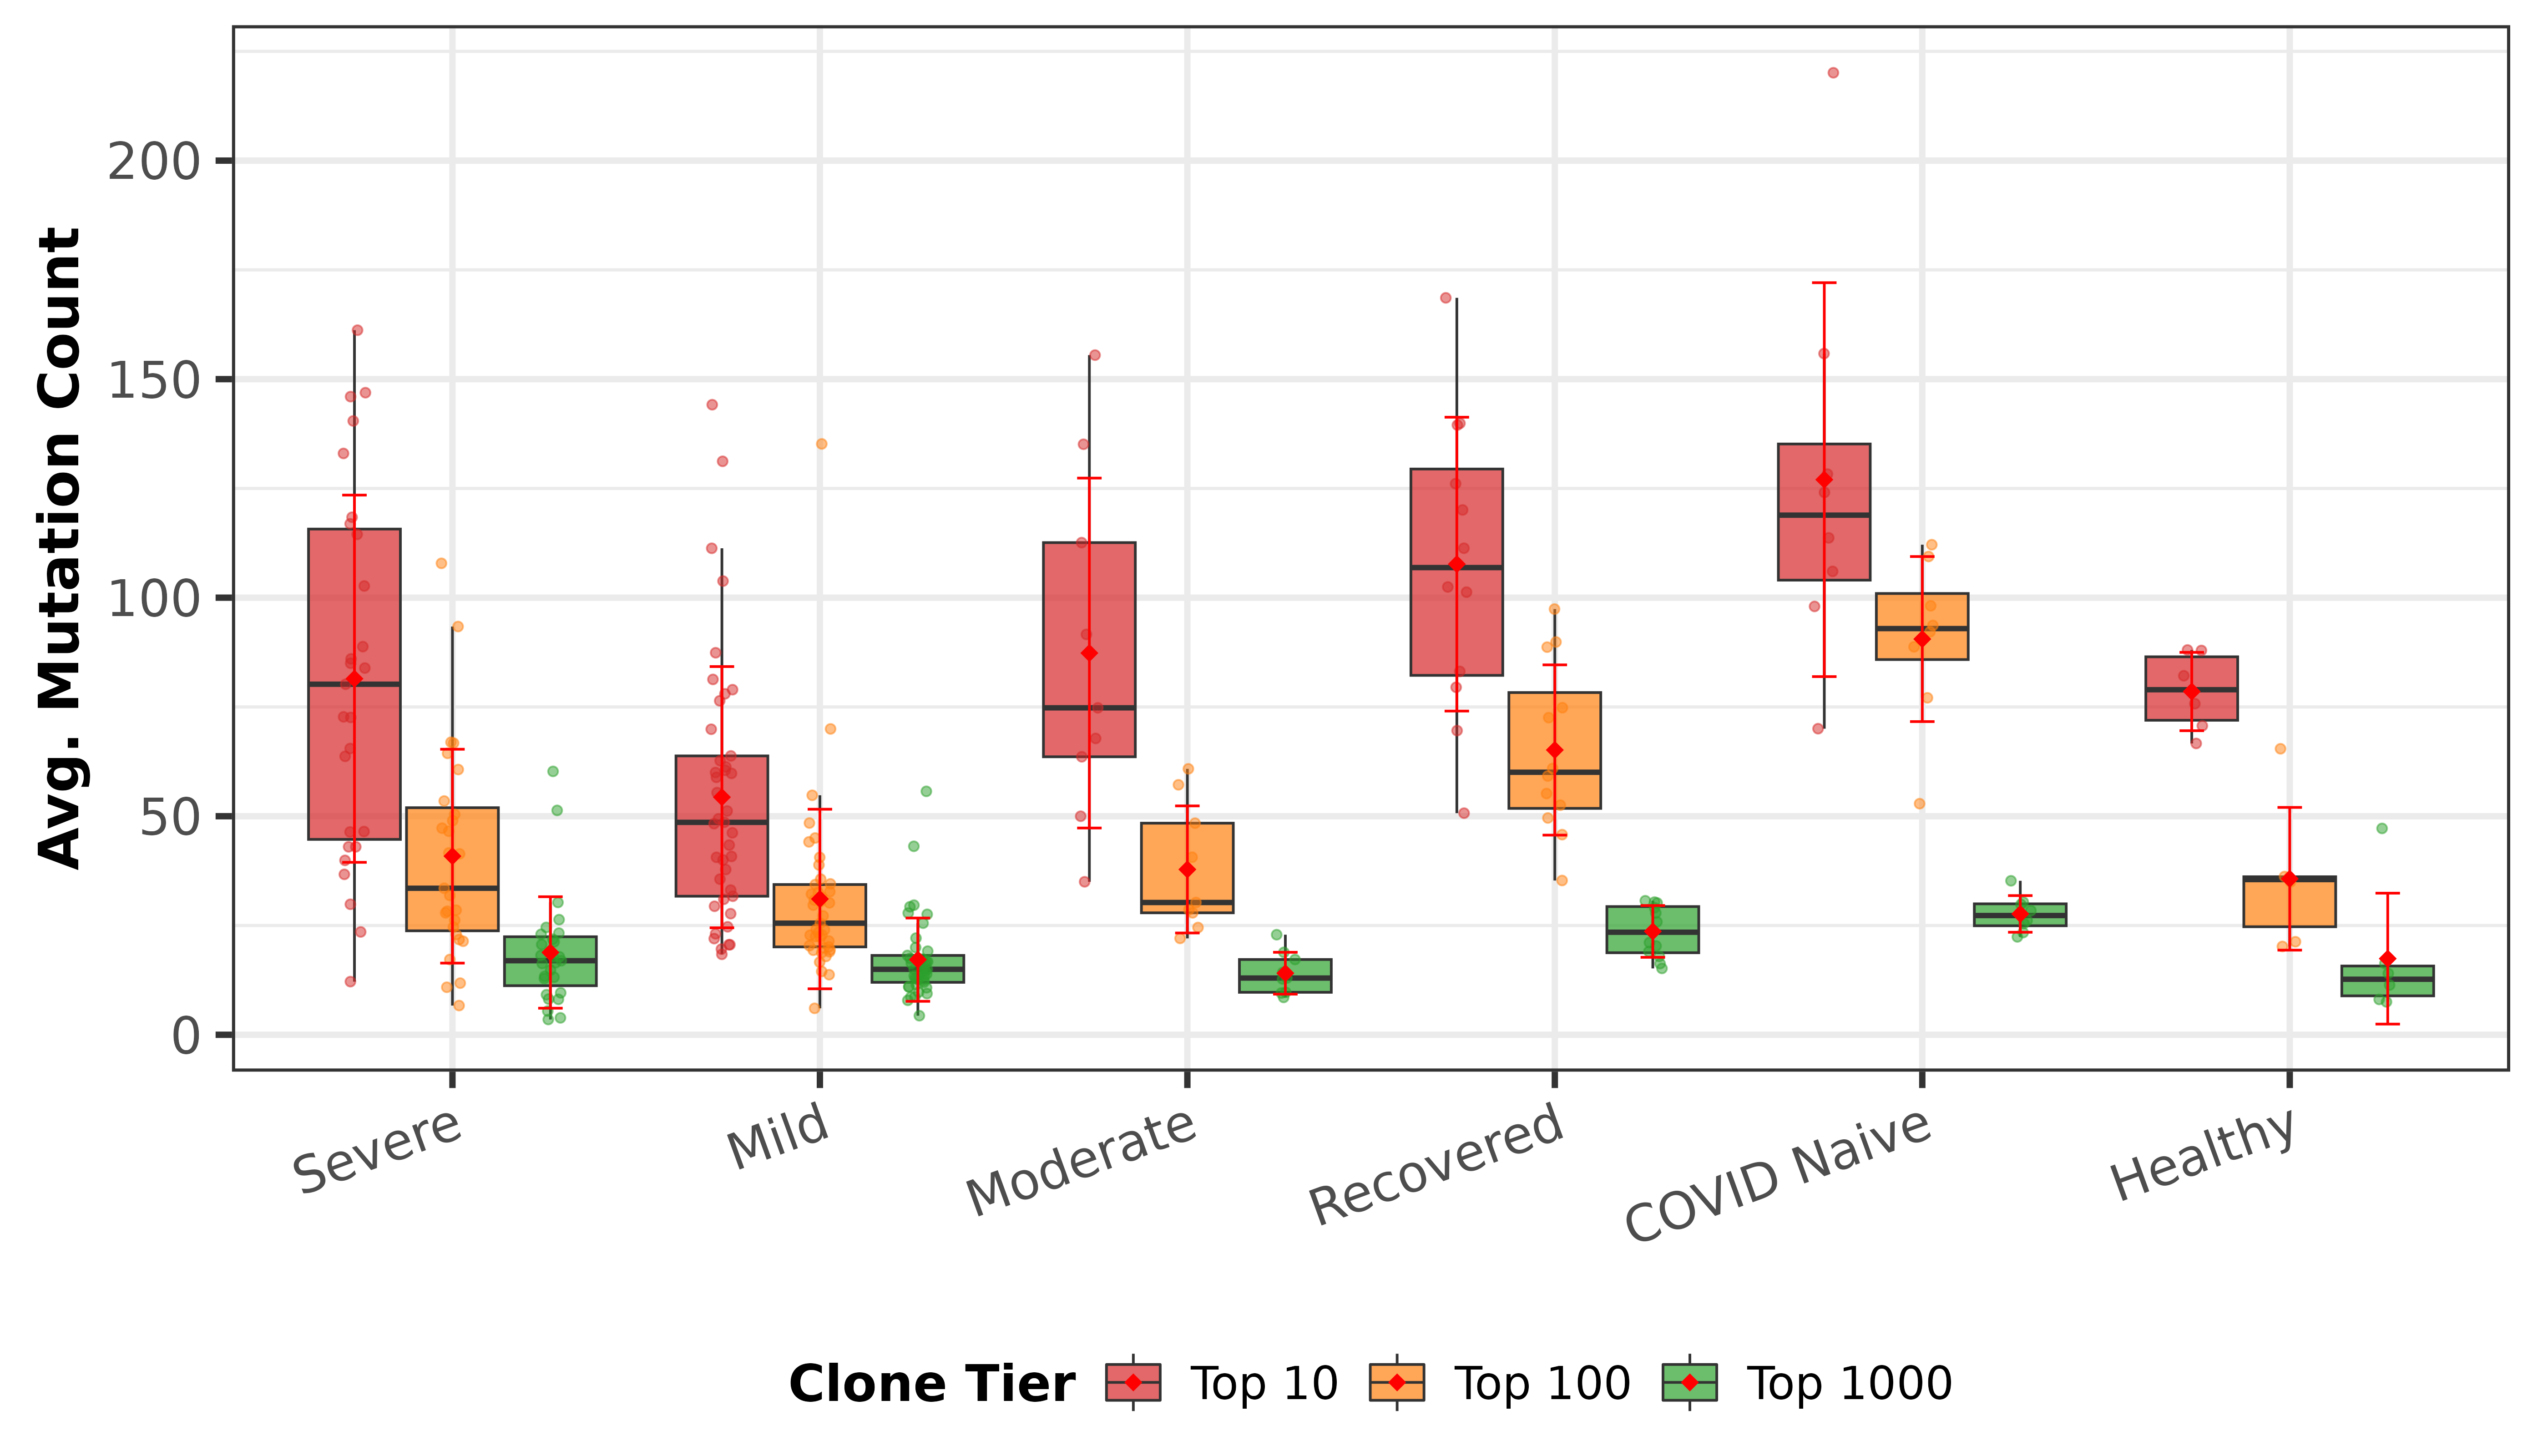 Avg. Mutation Count
200
150
100
50
0
Severe
Mild
Moderate
Recovered
COVID Naive
Healthy
Clone Tier Top 10 Top 100 Top 1000